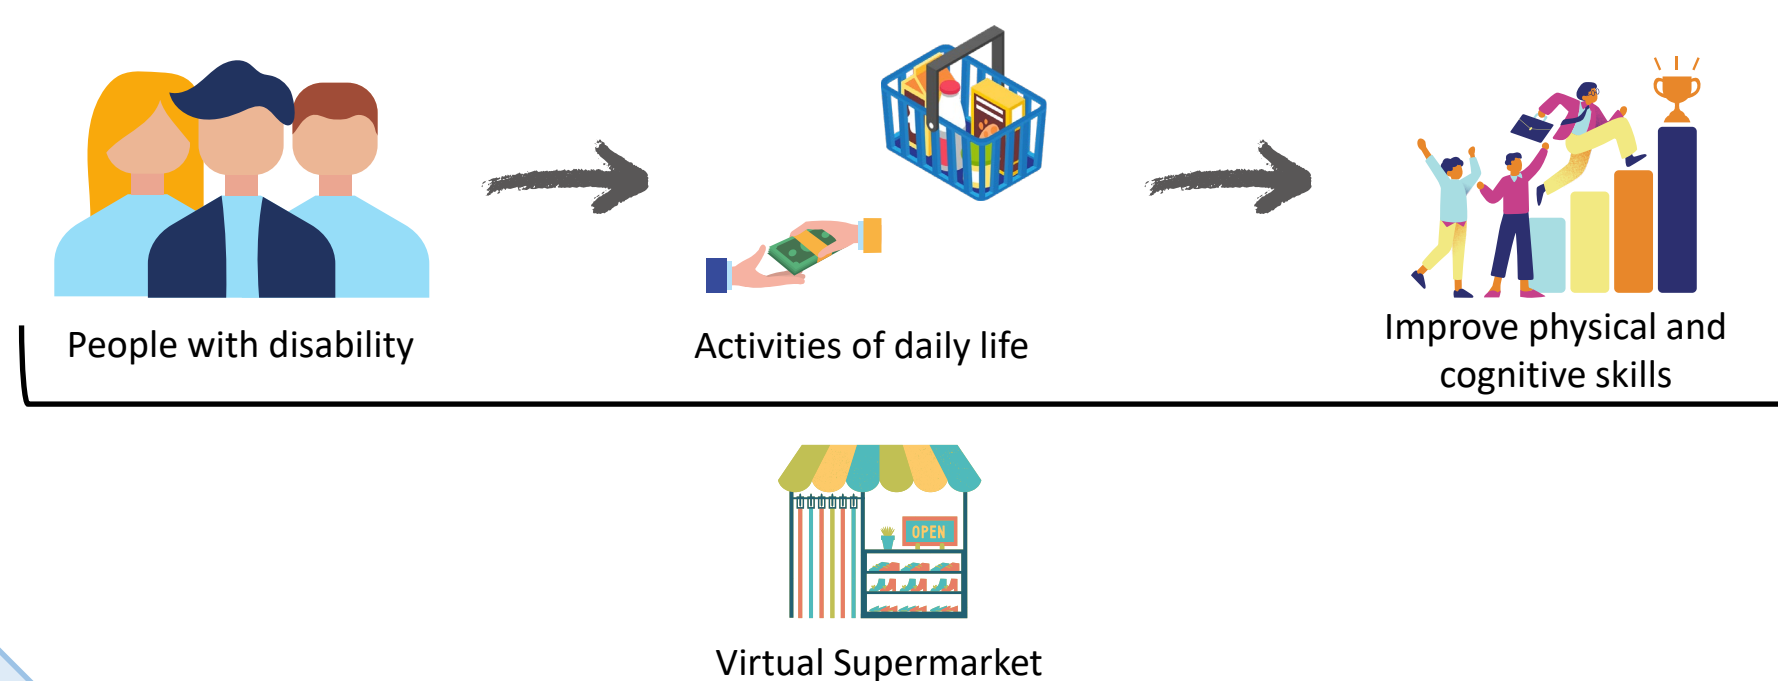 People with disability
Activities of daily life
Improve physical and
cognitive skills
OPEN
Virtual Supermarket